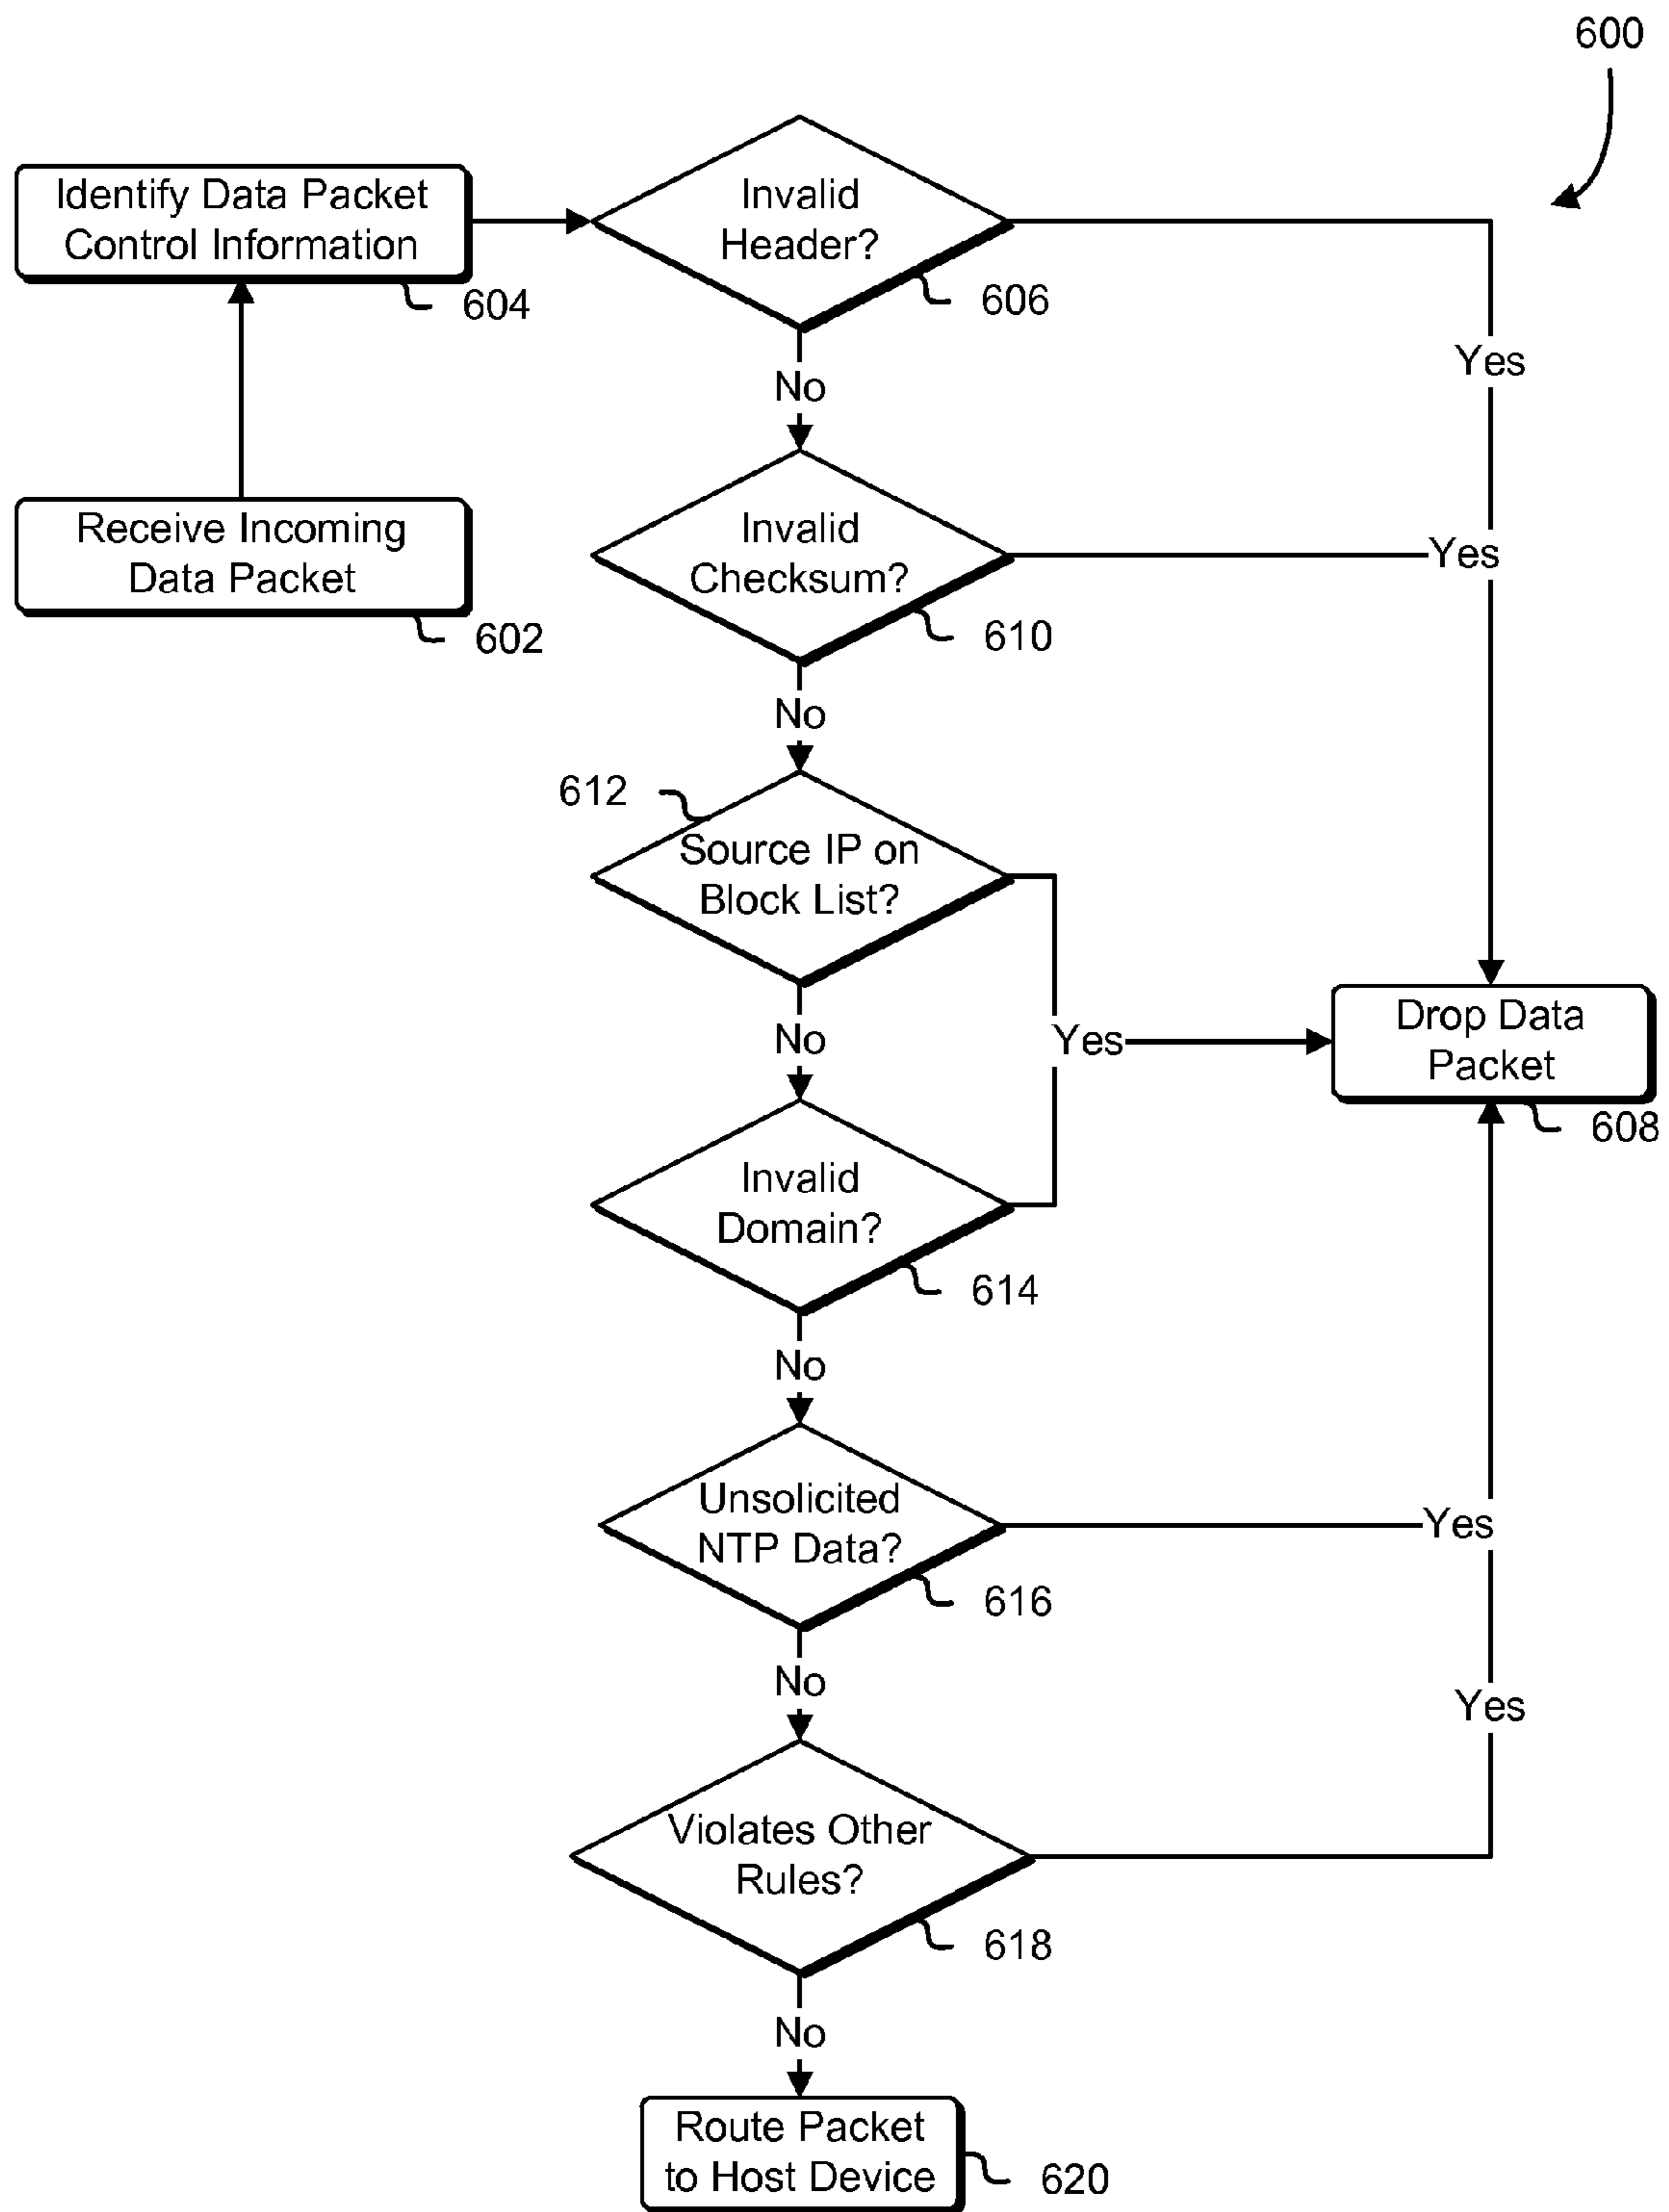 600
Identify Data Packet
Control Information
604
Invalid
Header?
606
Yes
No
Receive Incoming
Data Packet
602
Invalid
Checksum?
610
Yes
No
612
Source IP on
Block List?
No
Yes
Drop Data
Packet
608
Invalid
Domain?
614
No
Unsolicited
NTP Data?
616
Yes
No
Yes
Violates Other
Rules?
618
No
Route Packet
to Host Device
620